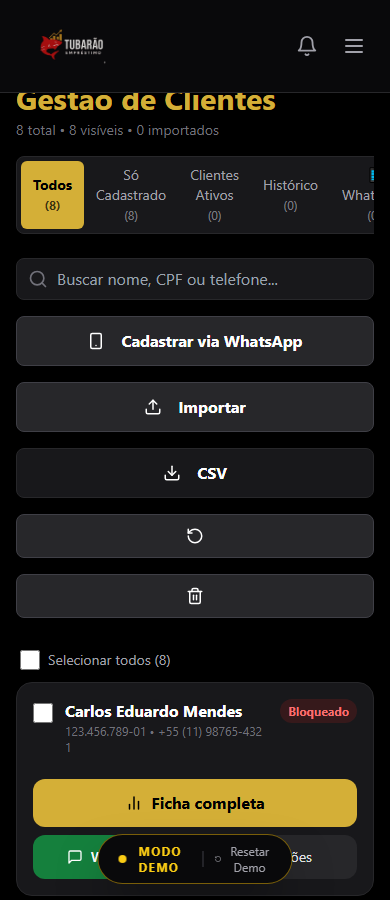 TUBARÃO
EMPRÉSTIMO
Gestão de Clientes
8 total • 8 visíveis • 0 importados
Todos
(8)
Só
Cadastrado
(8)
Clientes
Ativos
(0)
Histórico
(0)
Buscar nome, CPF ou telefone...
Cadastrar via WhatsApp
Importar
CSV
Selecionar todos (8)
Carlos Eduardo Mendes
Bloqueado
123.456.789-01 • +55 (11) 98765-432
1
Ficha completa
MODO
DEMO
Resetar
Demo